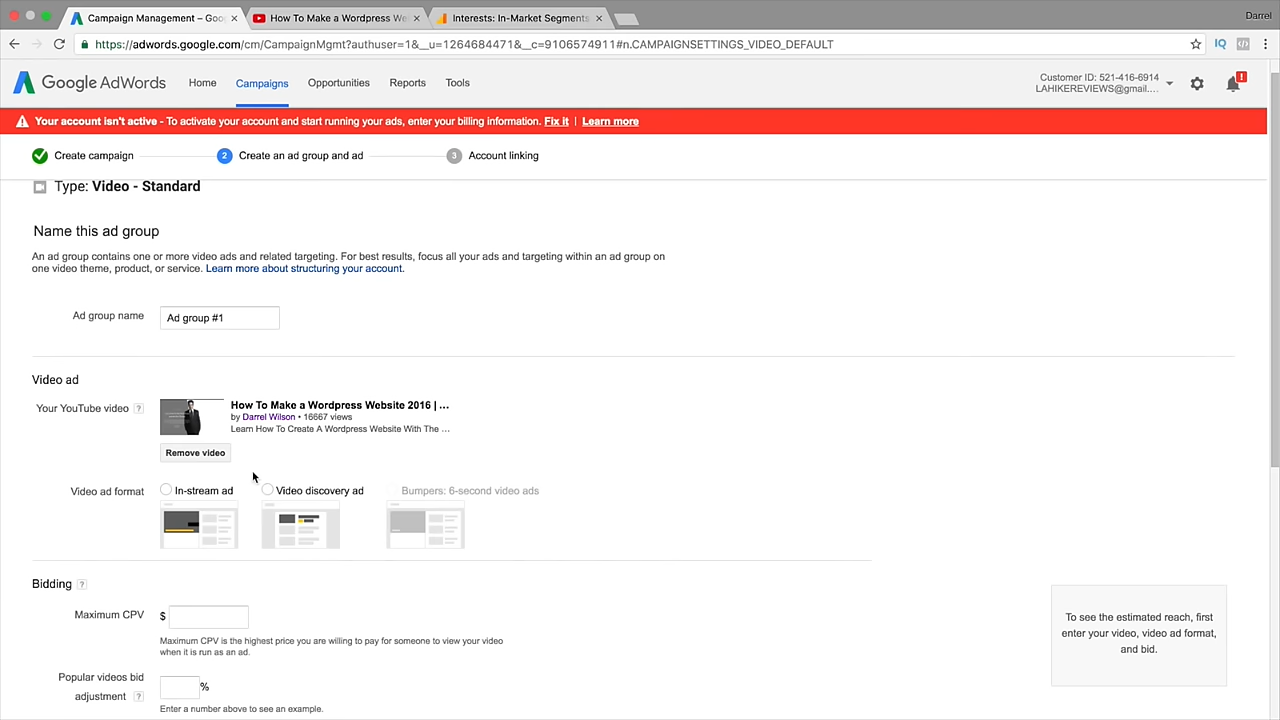 Campaign Management – Goo
How To Make a Wordpress We
Interests: In-Market Segments
Darrel
https://adwords.google.com/cm/CampaignMgmt?authuser=1&__u=1264684471&__c=9106574911#n.CAMPAIGNSETTINGS_VIDEO_DEFAULT
IQ
Google AdWords
Home
Campaigns
Opportunities
Reports
Tools
Customer ID: 521-416-6914
LAHIKEREVIEWS@gmail....
!
Your account isn't active - To activate your account and start running your ads, enter your billing information. Fix it | Learn more
Create campaign
2 Create an ad group and ad
3 Account linking
Type: Video - Standard
Name this ad group
An ad group contains one or more video ads and related targeting. For best results, focus all your ads and targeting within an ad group on
one video theme, product, or service. Learn more about structuring your account.
Ad group name
Ad group #1
Video ad
Your YouTube video ?
How To Make a Wordpress Website 2016 | ...
by Darrel Wilson • 16667 views
Learn How To Create A Wordpress Website With The ...
Remove video
Video ad format
In-stream ad
Video discovery ad
Bumpers: 6-second video ads
Bidding ?
Maximum CPV
$
Maximum CPV is the highest price you are willing to pay for someone to view your video
when it is run as an ad.
To see the estimated reach, first
enter your video, video ad format,
and bid.
Popular videos bid
adjustment ?
%
Enter a number above to see an example.